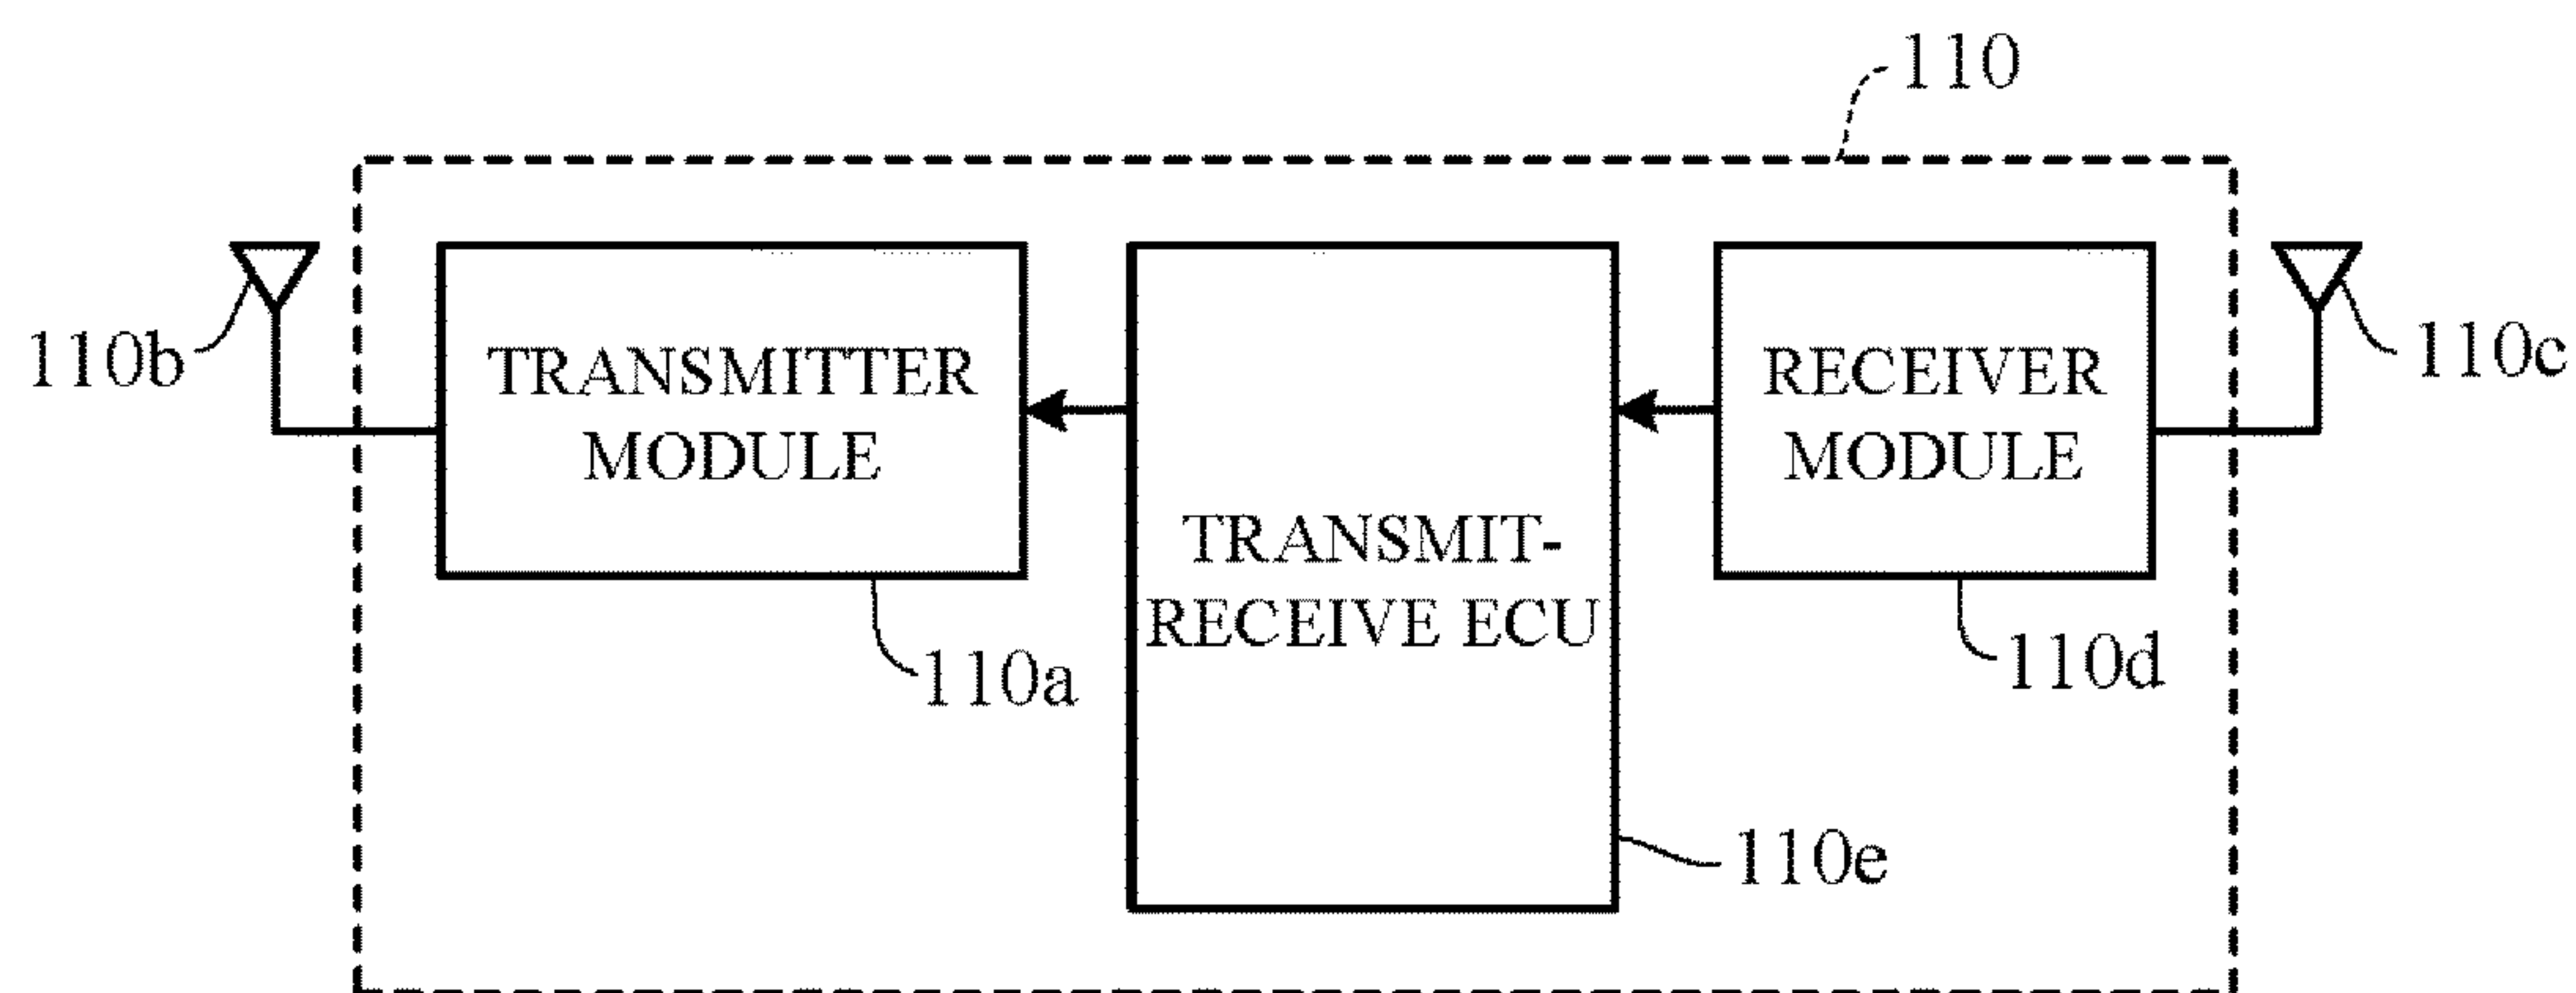 110
110b
TRANSMITTER
MODULE
110a
TRANSMIT-
RECEIVE ECU
110e
RECEIVER
MODULE
110d
110c